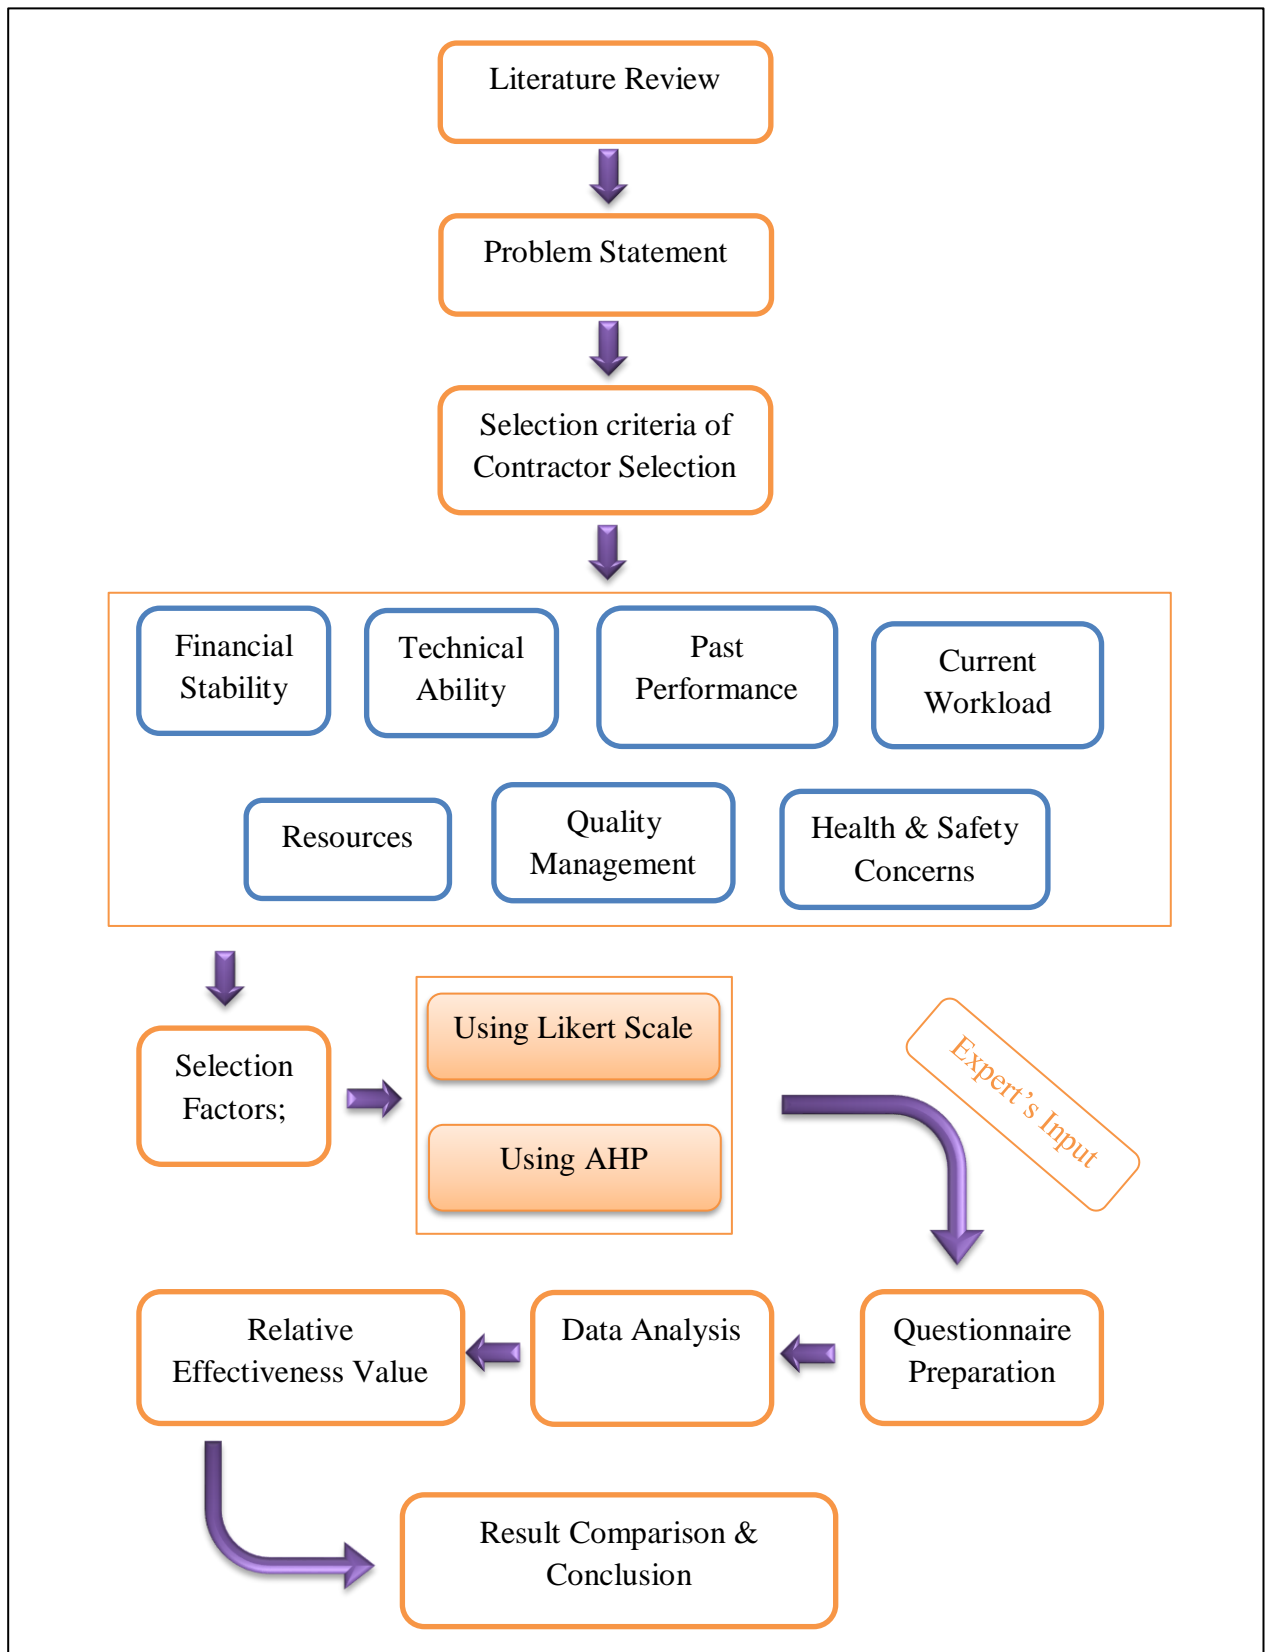 Literature Review
Problem Statement
Selection criteria of
Contractor Selection
Financial
Stability
Technical
Ability
Past
Performance
Current
Workload
Resources
Quality
Management
Health & Safety
Concerns
Selection
Factors;
Using Likert Scale
Using AHP
Expert’s Input
Questionnaire
Preparation
Data Analysis
Relative
Effectiveness Value
Result Comparison &
Conclusion